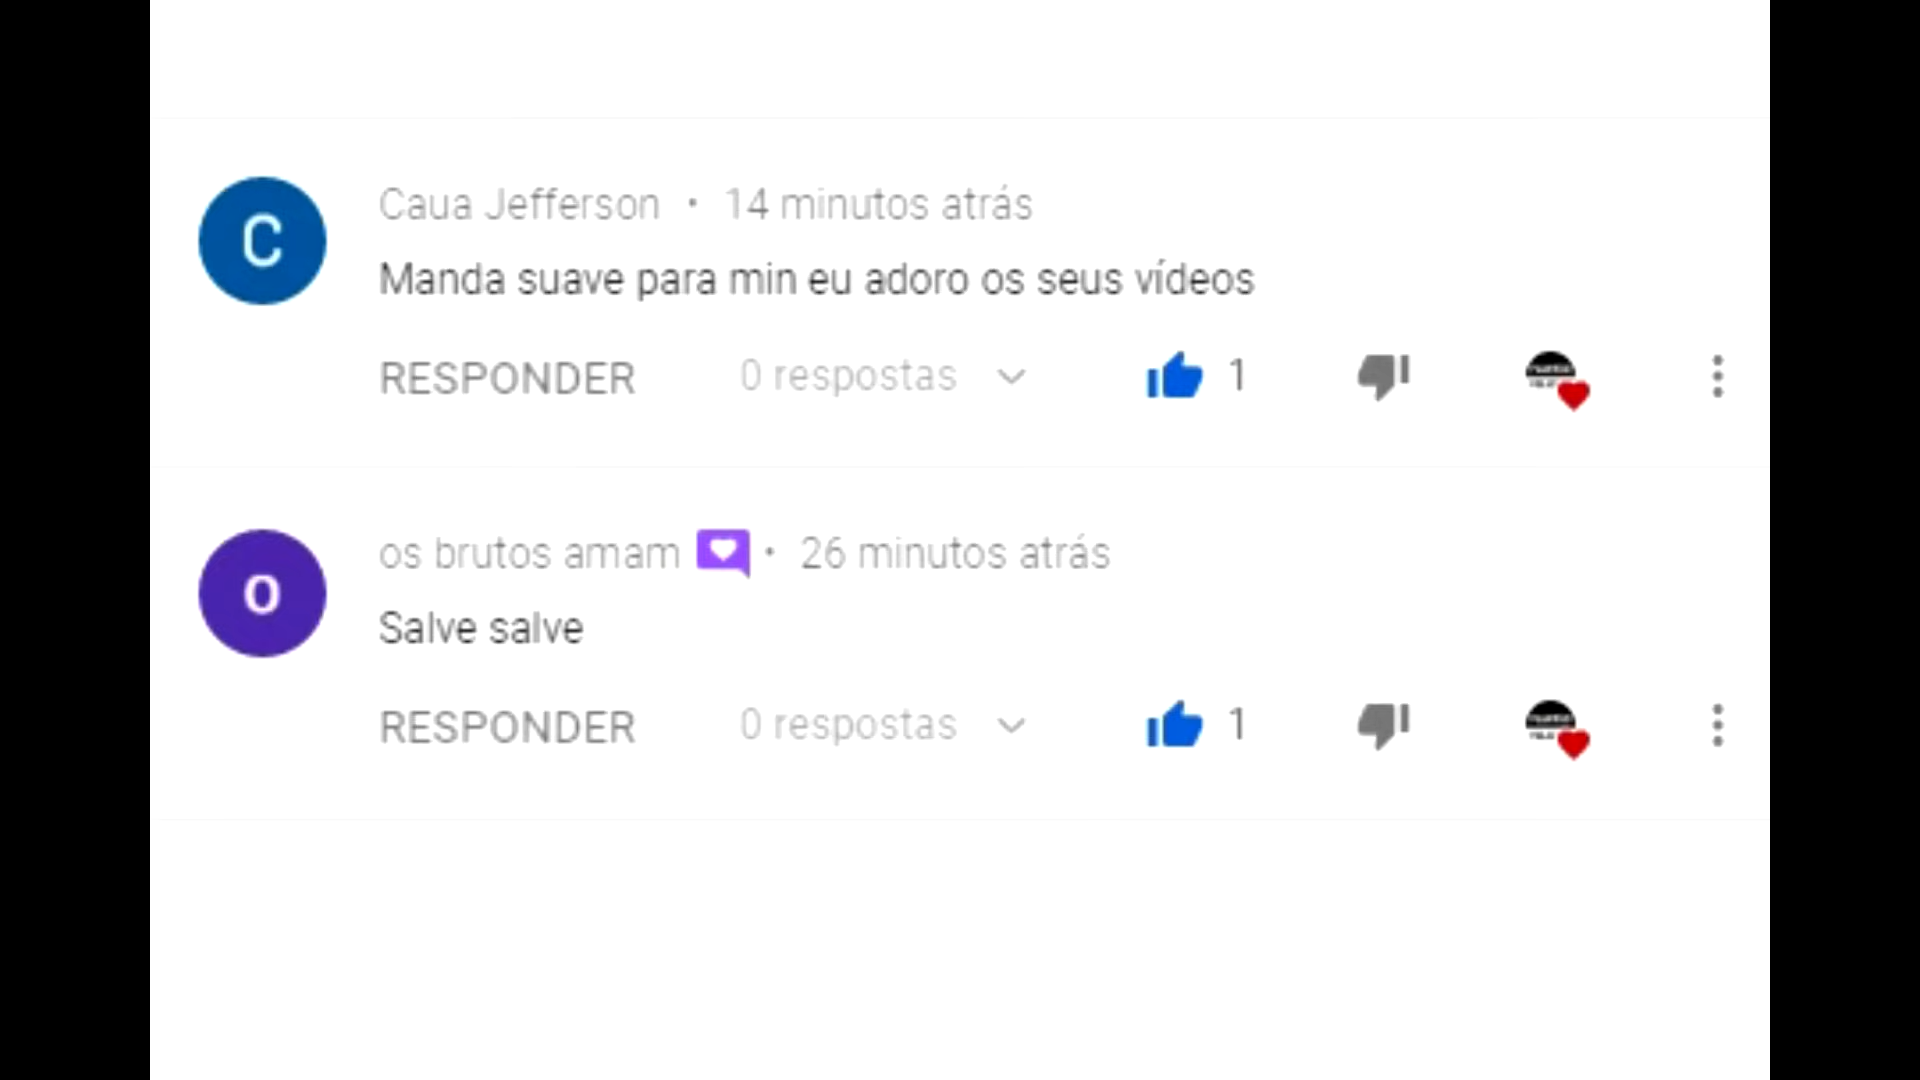 C
Caua Jefferson • 14 minutos atrás
Manda suave para min eu adoro os seus vídeos
RESPONDER 0 respostas 1
o
os brutos amam • 26 minutos atrás
Salve salve
RESPONDER 0 respostas 1